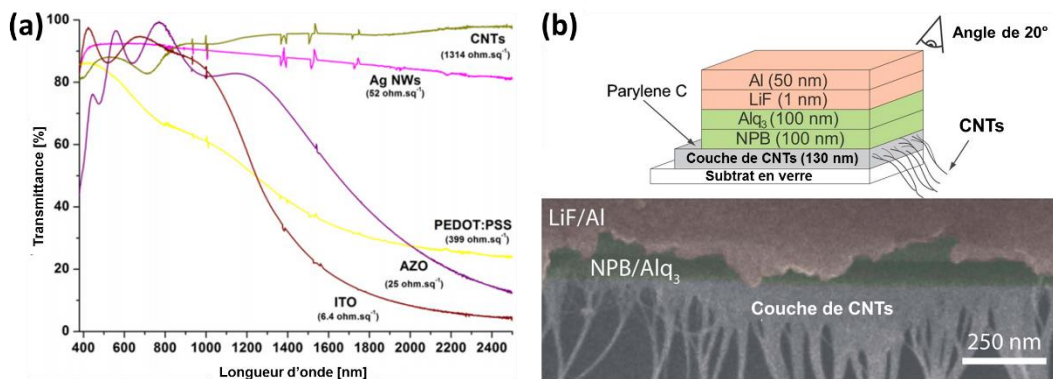 (a)
100
80
60
40
20
0
Transmittance [%]
400 600 800 1000 1200 1400 1600 1800 2000 2200 2400
Longueur d'onde [nm]
CNTs
(1314 ohm.sq⁻¹)
Ag NWs
(52 ohm.sq⁻¹)
PEDOT:PSS
(399 ohm.sq⁻¹)
AZO
(25 ohm.sq⁻¹)
ITO
(6.4 ohm.sq⁻¹)
(b)
Angle de 20°
Al (50 nm)
Parylene C
LiF (1 nm)
Alq₃ (100 nm)
NPB (100 nm)
CNTs
Couche de CNTs (130 nm)
Subtrat en verre
LiF/Al
NPB/Alq₃
Couche de CNTs
250 nm